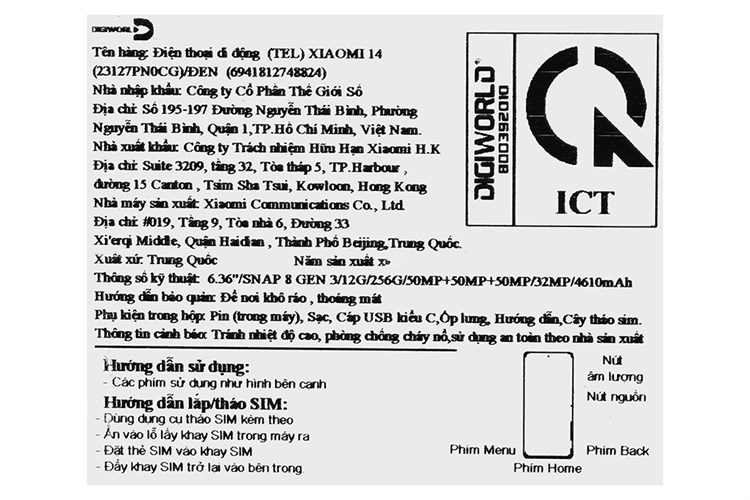 DIGIWORLD
Tên hàng: Điện thoại di động (TEL) XIAOMI 14
(23127PN0CG)/ĐEN (6941812748824)
Nhà nhập khẩu: Công ty Cổ Phần Thế Giới Số
Địa chỉ: Số 195-197 Đường Nguyễn Thái Bình, Phường
Nguyễn Thái Bình, Quận 1,TP.Hồ Chí Minh, Việt Nam.
Nhà xuất khẩu: Công ty Trách nhiệm Hữu Hạn Xiaomi H.K
Địa chỉ: Suite 3209, tầng 32, Tòa tháp 5, TP.Harbour ,
đường 15 Canton , Tsim Sha Tsui, Kowloon, Hong Kong
Nhà máy sản xuất: Xiaomi Communications Co., Ltd.
Địa chỉ: #019, Tầng 9, Tòa nhà 6, Đường 33
Xi'erqi Middle, Quận Haidian , Thành Phố Beijing,Trung Quốc.
Xuất xứ: Trung Quốc Năm sản xuất x>
Thông số kỹ thuật: 6.36"/SNAP 8 GEN 3/12G/256G/50MP+50MP+50MP/32MP/4610mAh
Hướng dẫn bảo quản: Để nơi khô ráo , thoáng mát
Phụ kiện trong hộp: Pin (trong máy), Sạc, Cáp USB kiểu C,Ốp lưng, Hướng dẫn,Cây tháo sim.
Thông tin cảnh báo: Tránh nhiệt độ cao, phòng chống cháy nổ,sử dụng an toàn theo nhà sản xuất
DIGIWORLD
ICT
Hướng dẫn sử dụng:
- Các phím sử dụng như hình bên cạnh
Hướng dẫn lắp/tháo SIM:
- Dùng dụng cụ tháo SIM kèm theo
- Ấn vào lỗ lấy khay SIM trong máy ra
- Đặt thẻ SIM vào khay SIM
- Đẩy khay SIM trở lại vào bên trong
Nút
âm lượng
Nút nguồn
Phím Menu
Phím Back
Phím Home